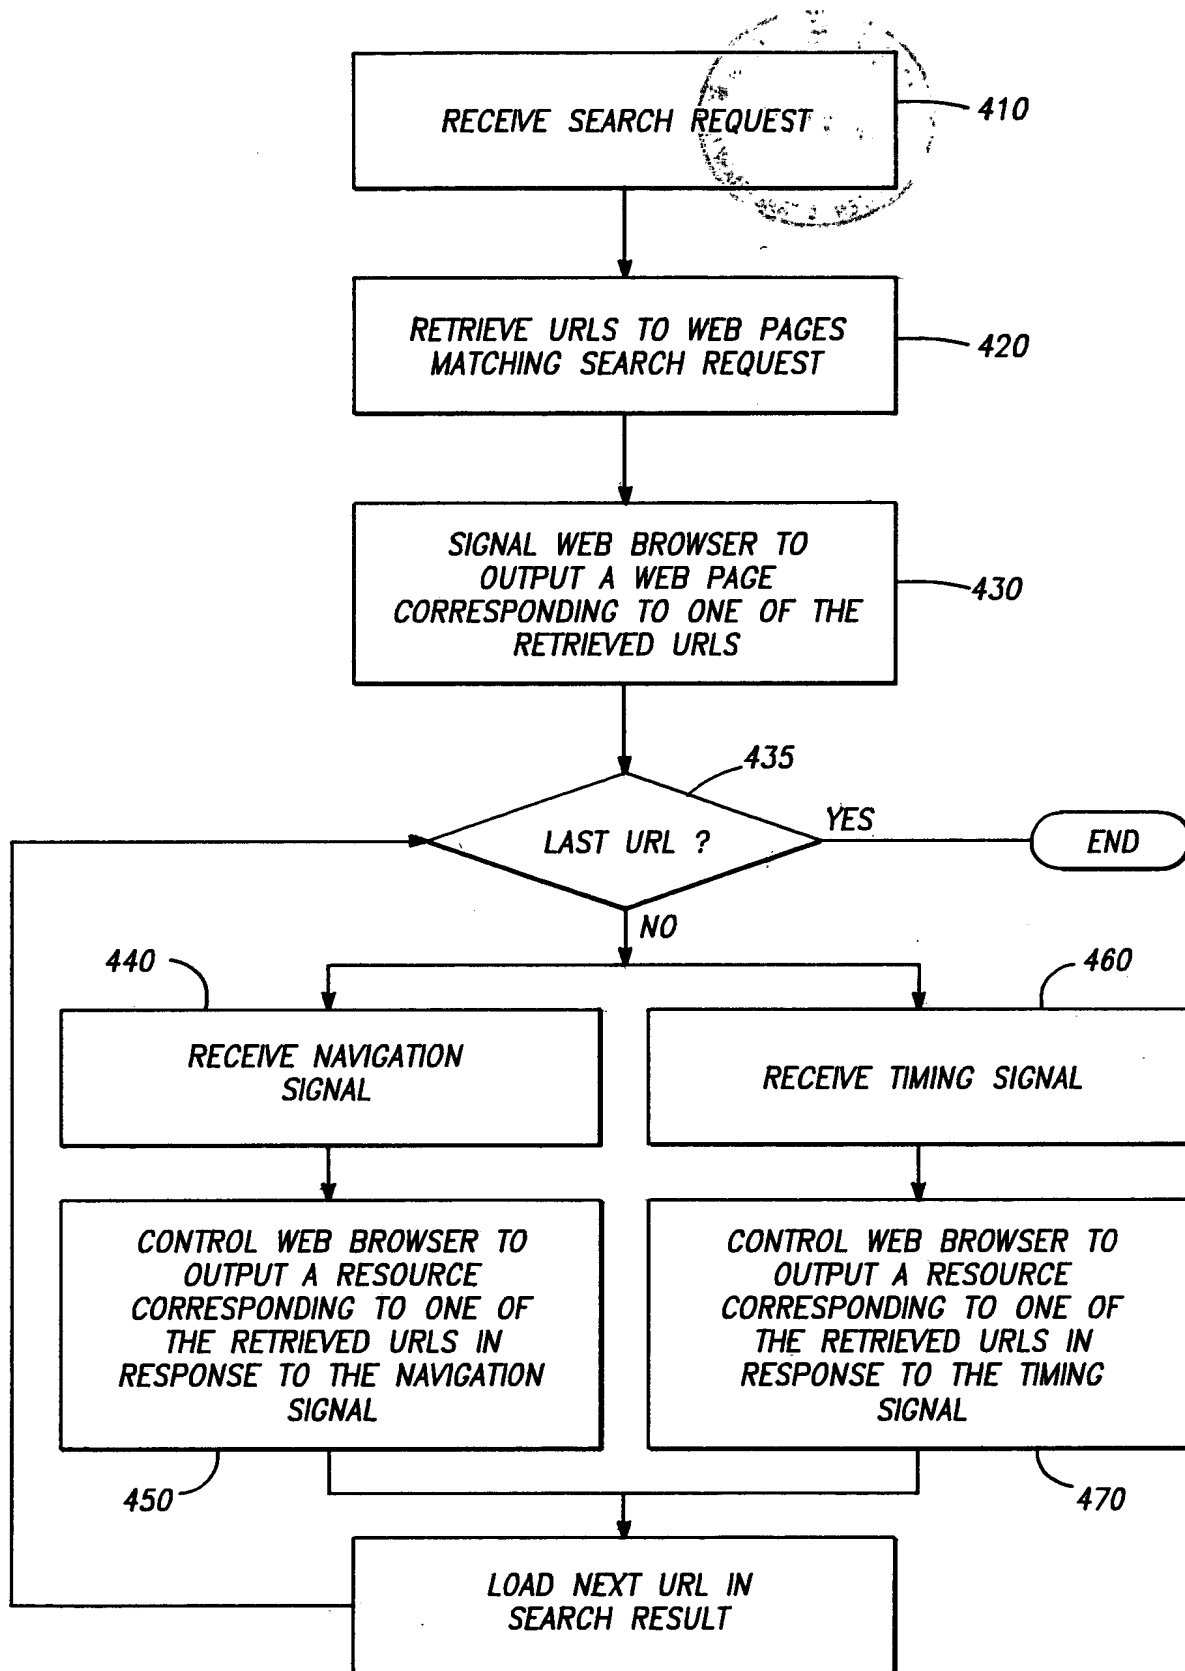 RECEIVE SEARCH REQUEST
410
RETRIEVE URLS TO WEB PAGES
MATCHING SEARCH REQUEST
420
SIGNAL WEB BROWSER TO
OUTPUT A WEB PAGE
CORRESPONDING TO ONE OF THE
RETRIEVED URLS
430
435
LAST URL ?
YES
END
NO
440
460
RECEIVE NAVIGATION
SIGNAL
RECEIVE TIMING SIGNAL
CONTROL WEB BROWSER TO
OUTPUT A RESOURCE
CORRESPONDING TO ONE OF
THE RETRIEVED URLS IN
RESPONSE TO THE NAVIGATION
SIGNAL
CONTROL WEB BROWSER TO
OUTPUT A RESOURCE
CORRESPONDING TO ONE OF
THE RETRIEVED URLS IN
RESPONSE TO THE TIMING
SIGNAL
450
470
LOAD NEXT URL IN
SEARCH RESULT